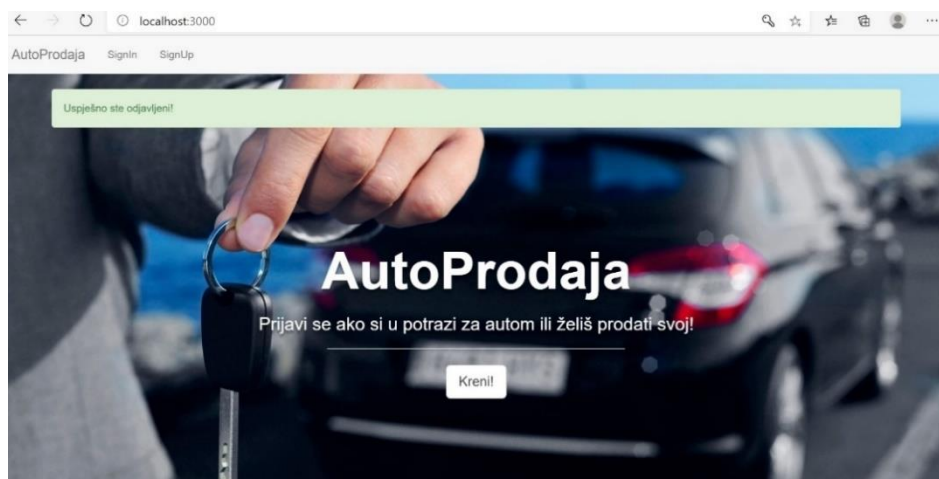 localhost:3000
AutoProdaja SignIn SignUp
Uspješno ste odjavljeni!
AutoProdaja
Prijavi se ako si u potrazi za autom ili želiš prodati svoj!
Kreni!